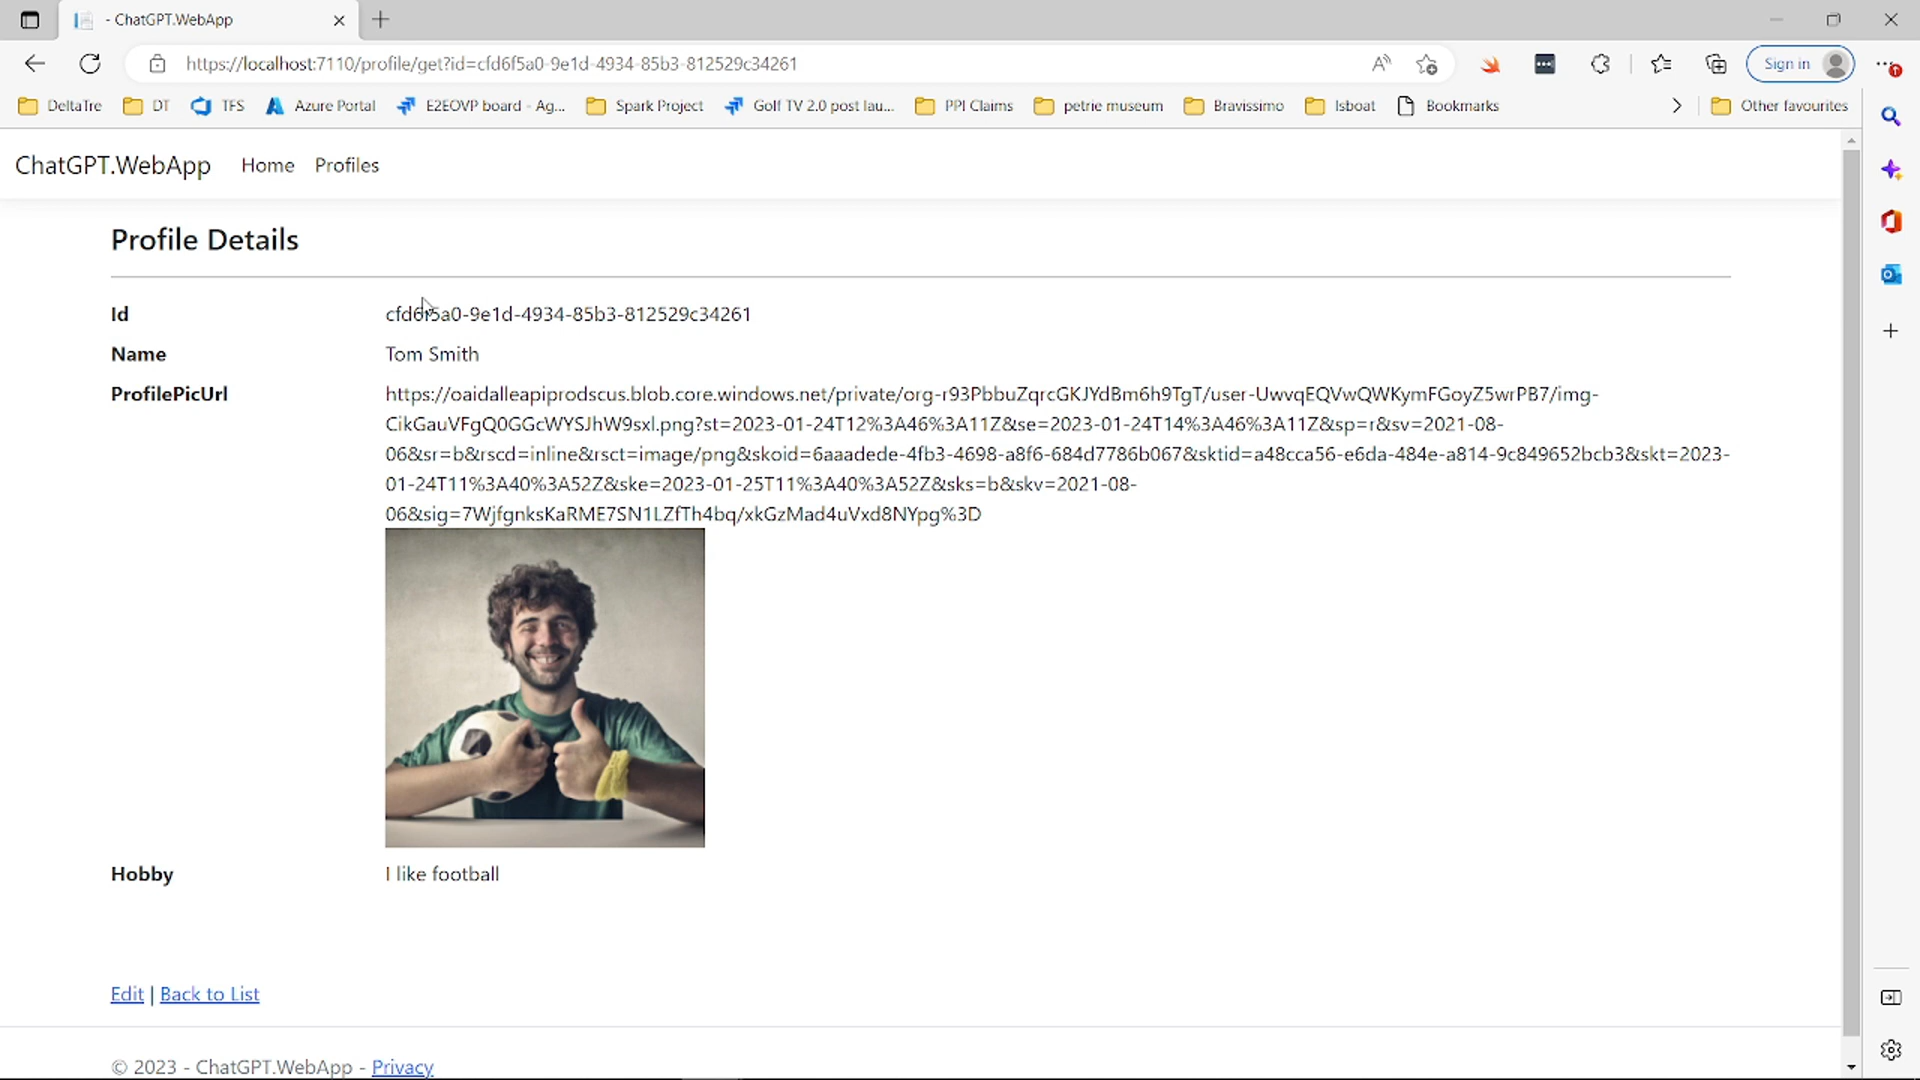 - ChatGPT.WebApp
https://localhost:7110/profile/get?id=cfd6f5a0-9e1d-4934-85b3-812529c34261
Sign in
DeltaTre DT TFS Azure Portal E2EOVP board - Ag... Spark Project Golf TV 2.0 post lau... PPI Claims petrie museum Bravissimo Isboat Bookmarks Other favourites
ChatGPT.WebApp Home Profiles
Profile Details
Id cfd6f5a0-9e1d-4934-85b3-812529c34261
Name Tom Smith
ProfilePicUrl https://oaidalleapiprodscus.blob.core.windows.net/private/org-r93PbbuZqrcGKJYdBm6h9TgT/user-UwvqEQVwQWKymFGoyZ5wrPB7/img-
CikGauVFgQ0GGcWYSJhW9sxl.png?st=2023-01-24T12%3A46%3A11Z&se=2023-01-24T14%3A46%3A11Z&sp=r&sv=2021-08-
06&sr=b&rscd=inline&rsct=image/png&skoid=6aaadede-4fb3-4698-a8f6-684d7786b067&sktid=a48cca56-e6da-484e-a814-9c849652bcb3&skt=2023-
01-24T11%3A40%3A52Z&ske=2023-01-25T11%3A40%3A52Z&sks=b&skv=2021-08-
06&sig=7WjfgnksKaRME7SN1LZfTh4bq/xkGzMad4uVxd8NYpg%3D
Hobby I like football
Edit | Back to List
© 2023 - ChatGPT.WebApp - Privacy